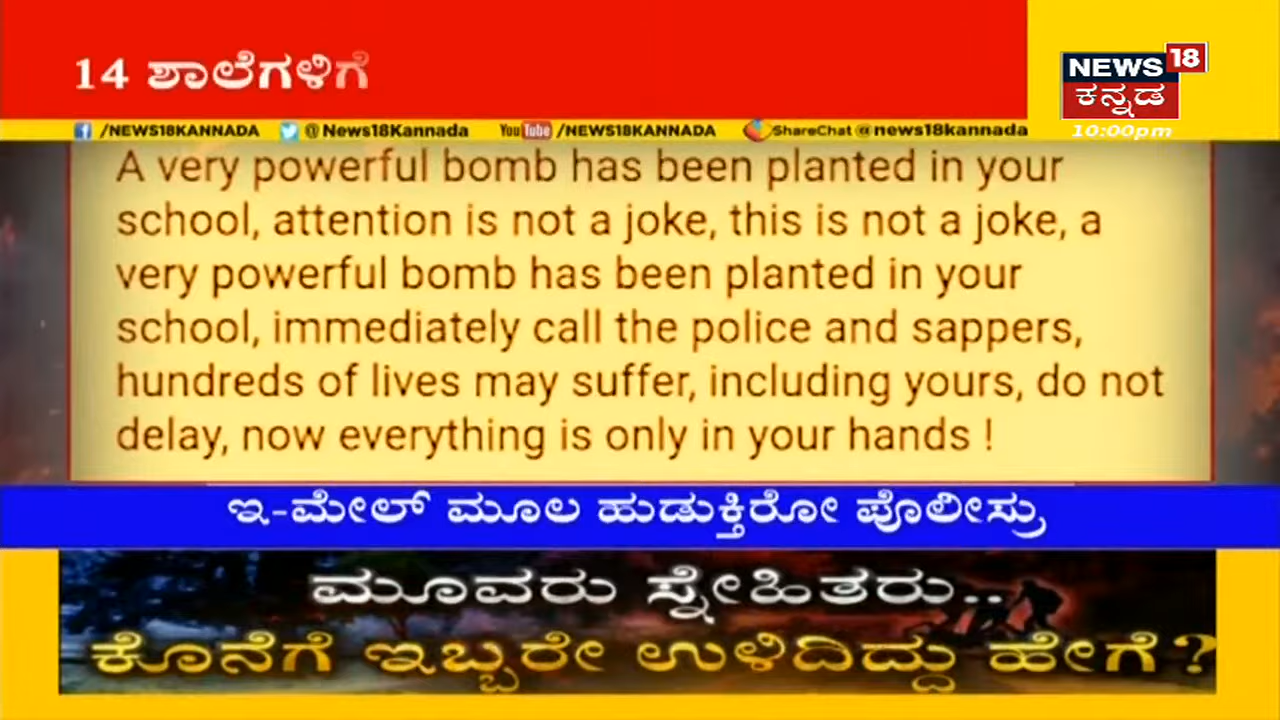 14 ಶಾಲೆಗಳಿಗೆ
NEWS 18
ಕನ್ನಡ
10:00pm
/NEWS18KANNADA @News18Kannada YouTube /NEWS18KANNADA ShareChat @news18kannada
A very powerful bomb has been planted in your
school, attention is not a joke, this is not a joke, a
very powerful bomb has been planted in your
school, immediately call the police and sappers,
hundreds of lives may suffer, including yours, do not
delay, now everything is only in your hands !
ಇ-ಮೇಲ್ ಮೂಲ ಹುಡುಕ್ತಿರೋ ಪೊಲೀಸ್ರು
ಮೂವರು ಸ್ನೇಹಿತರು..
ಕೊನೆಗೆ ಇಬ್ಬರೇ ಉಳಿದಿದ್ದು ಹೇಗೆ?